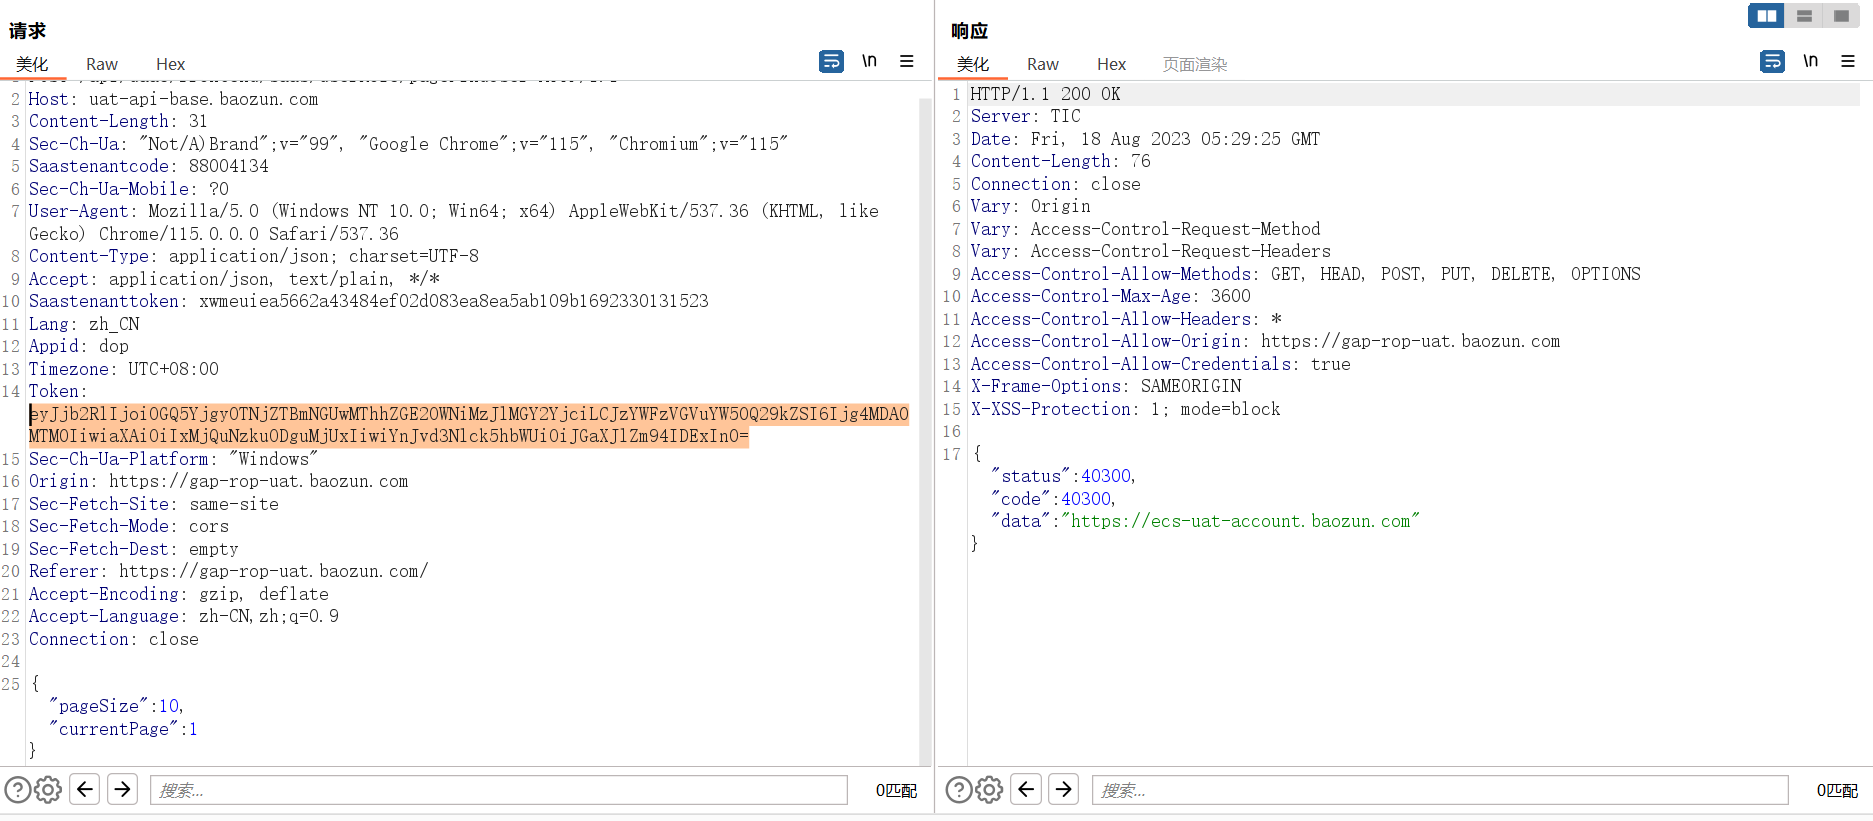 请求
美化 Raw Hex
\n
2 Host: uat-api-base.baozun.com
3 Content-Length: 31
4 Sec-Ch-Ua: "Not/A)Brand";v="99", "Google Chrome";v="115", "Chromium";v="115"
5 Saastenantcode: 88004134
6 Sec-Ch-Ua-Mobile: ?0
7 User-Agent: Mozilla/5.0 (Windows NT 10.0; Win64; x64) AppleWebKit/537.36 (KHTML, like
Gecko) Chrome/115.0.0.0 Safari/537.36
8 Content-Type: application/json; charset=UTF-8
9 Accept: application/json, text/plain, */*
10 Saastenanttoken: xwmeuiea5662a43484ef02d083ea8ea5ab109b1692330131523
11 Lang: zh_CN
12 Appid: dop
13 Timezone: UTC+08:00
14 Token:
eyJjb2RlIjoiOGQ5YjgyOTNjZTBmNGUwMThhZGE2OWNiMzJlMGY2YjciLCJzYWFzVGVuYW50Q29kZSI6Ijg4MDA0
MTM0IiwiaXAiOiIxMjQuNzkuODguMjUxIiwiYnJvd3Nlck5hbWUiOiJGaXJlZm94IDExIn0=
15 Sec-Ch-Ua-Platform: "Windows"
16 Origin: https://gap-rop-uat.baozun.com
17 Sec-Fetch-Site: same-site
18 Sec-Fetch-Mode: cors
19 Sec-Fetch-Dest: empty
20 Referer: https://gap-rop-uat.baozun.com/
21 Accept-Encoding: gzip, deflate
22 Accept-Language: zh-CN,zh;q=0.9
23 Connection: close
24
25 {
"pageSize":10,
"currentPage":1
}
搜索... 0匹配
响应
美化 Raw Hex 页面渲染
\n
1 HTTP/1.1 200 OK
2 Server: TIC
3 Date: Fri, 18 Aug 2023 05:29:25 GMT
4 Content-Length: 76
5 Connection: close
6 Vary: Origin
7 Vary: Access-Control-Request-Method
8 Vary: Access-Control-Request-Headers
9 Access-Control-Allow-Methods: GET, HEAD, POST, PUT, DELETE, OPTIONS
10 Access-Control-Max-Age: 3600
11 Access-Control-Allow-Headers: *
12 Access-Control-Allow-Origin: https://gap-rop-uat.baozun.com
13 Access-Control-Allow-Credentials: true
14 X-Frame-Options: SAMEORIGIN
15 X-XSS-Protection: 1; mode=block
16
17 {
"status":40300,
"code":40300,
"data":"https://ecs-uat-account.baozun.com"
}
搜索... 0匹配